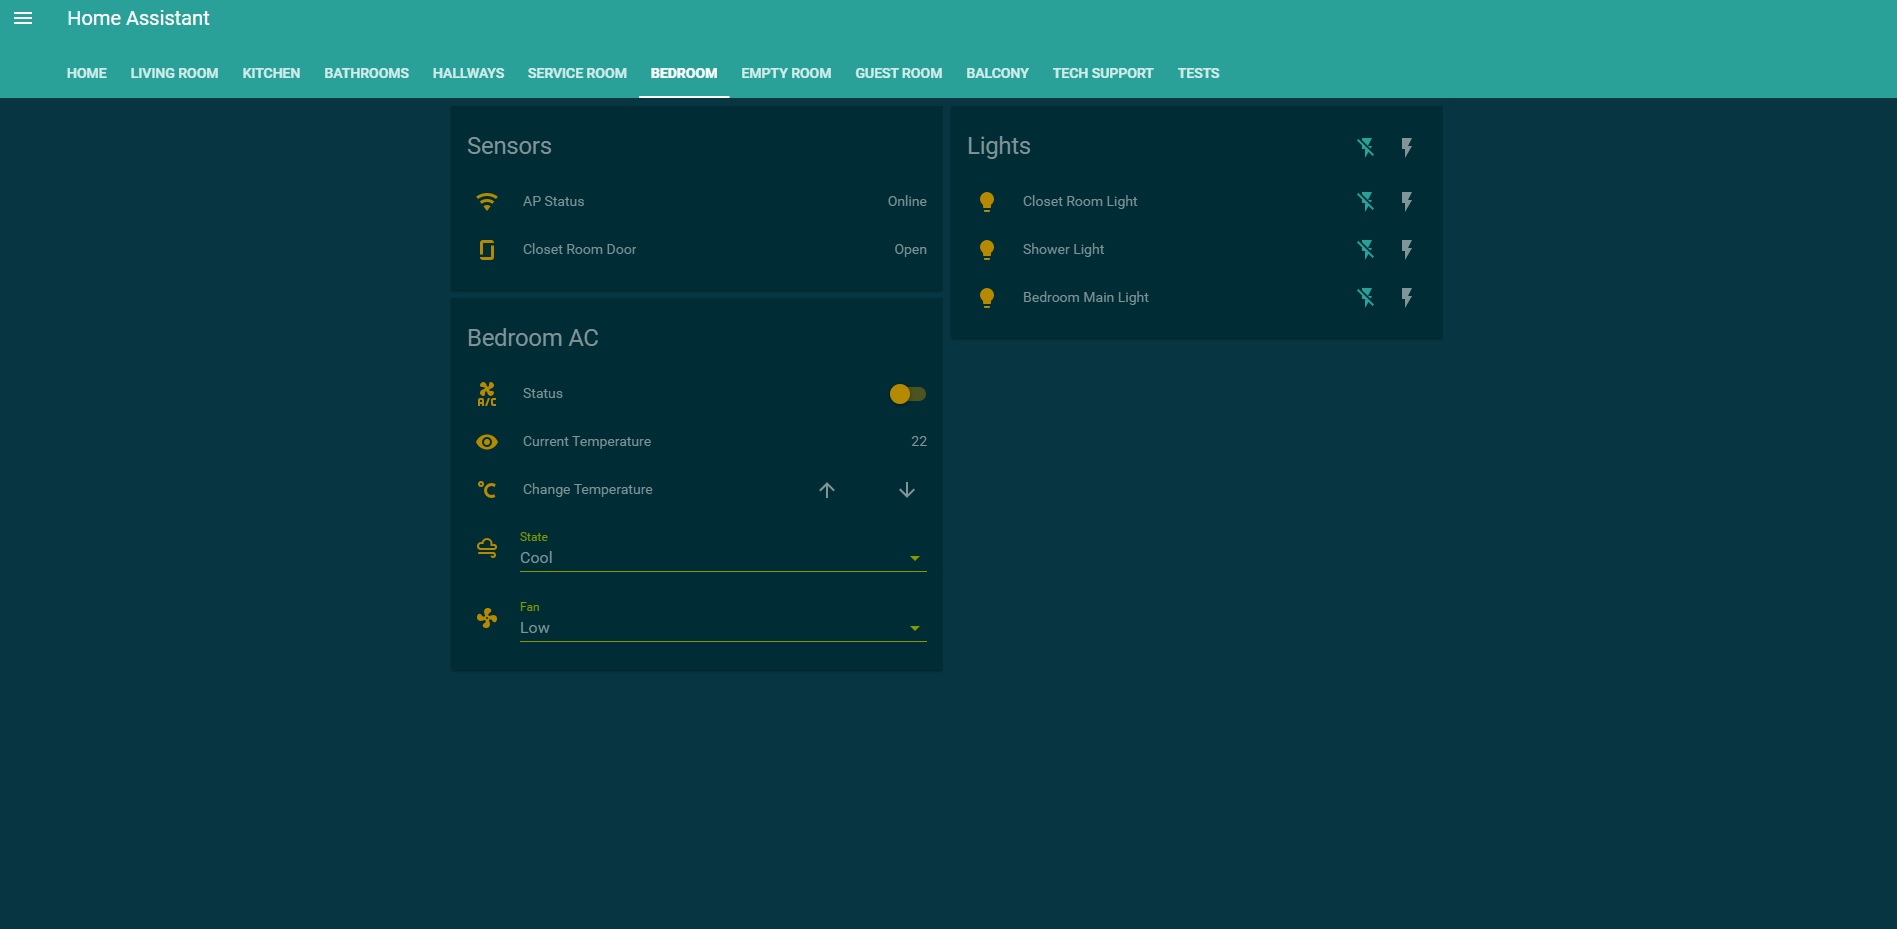 Home Assistant
HOME LIVING ROOM KITCHEN BATHROOMS HALLWAYS SERVICE ROOM BEDROOM EMPTY ROOM GUEST ROOM BALCONY TECH SUPPORT TESTS
Sensors
AP Status Online
Closet Room Door Open
Bedroom AC
A/C Status
Current Temperature 22
°C Change Temperature
State
Cool
Fan
Low
Lights
Closet Room Light
Shower Light
Bedroom Main Light